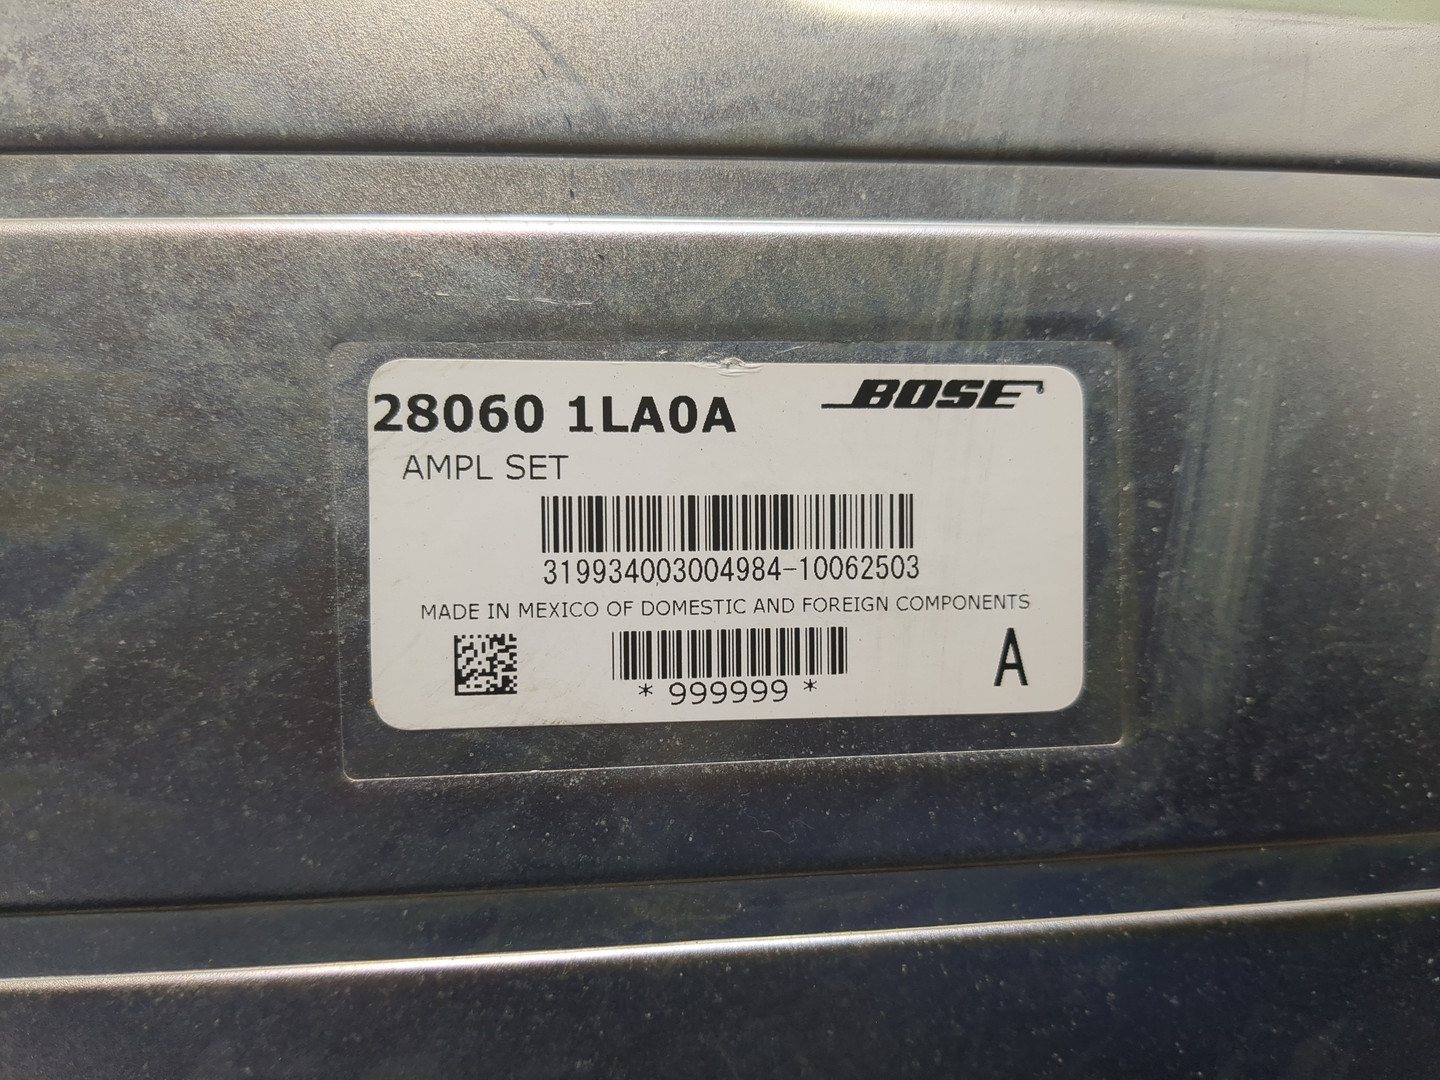 28060 1LA0A
BOSE
AMPL SET
319934003004984-10062503
MADE IN MEXICO OF DOMESTIC AND FOREIGN COMPONENTS
*999999*
A